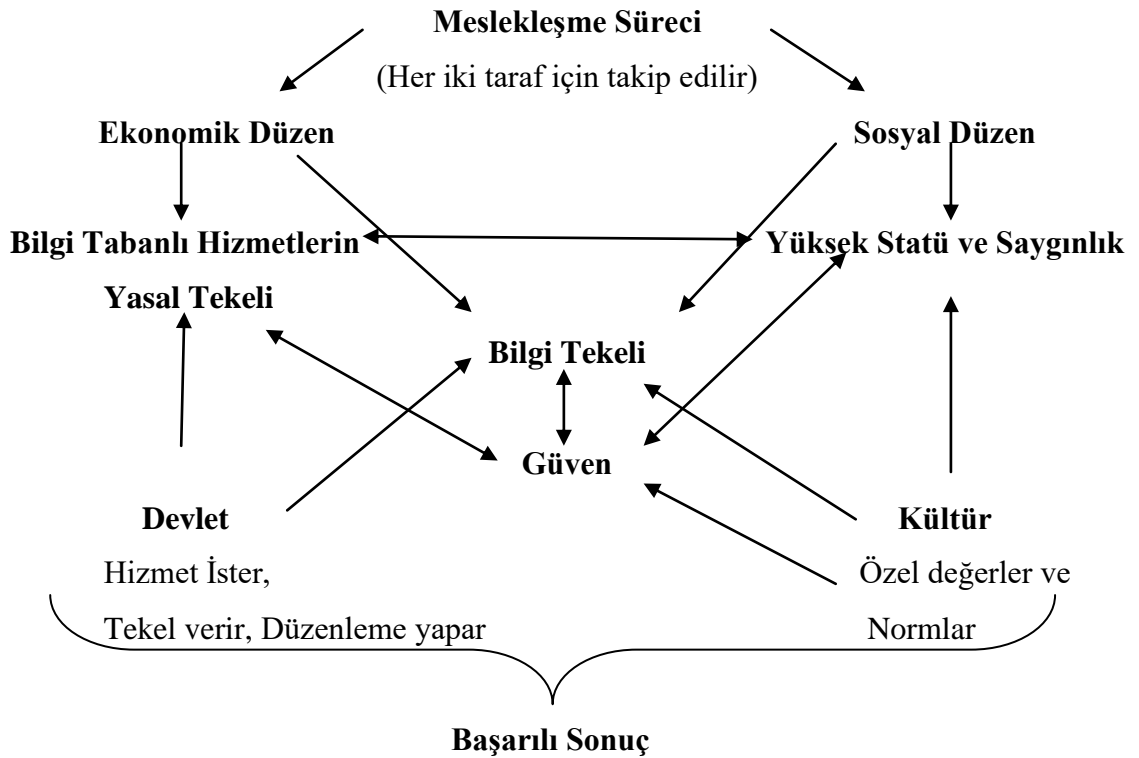 Meslekleşme Süreci
(Her iki taraf için takip edilir)
Ekonomik Düzen
Sosyal Düzen
Bilgi Tabanlı Hizmetlerin
Yasal Tekeli
Yüksek Statü ve Saygınlık
Bilgi Tekeli
Güven
Devlet
Hizmet İster,
Tekel verir, Düzenleme yapar
Kültür
Özel değerler ve
Normlar
Başarılı Sonuç